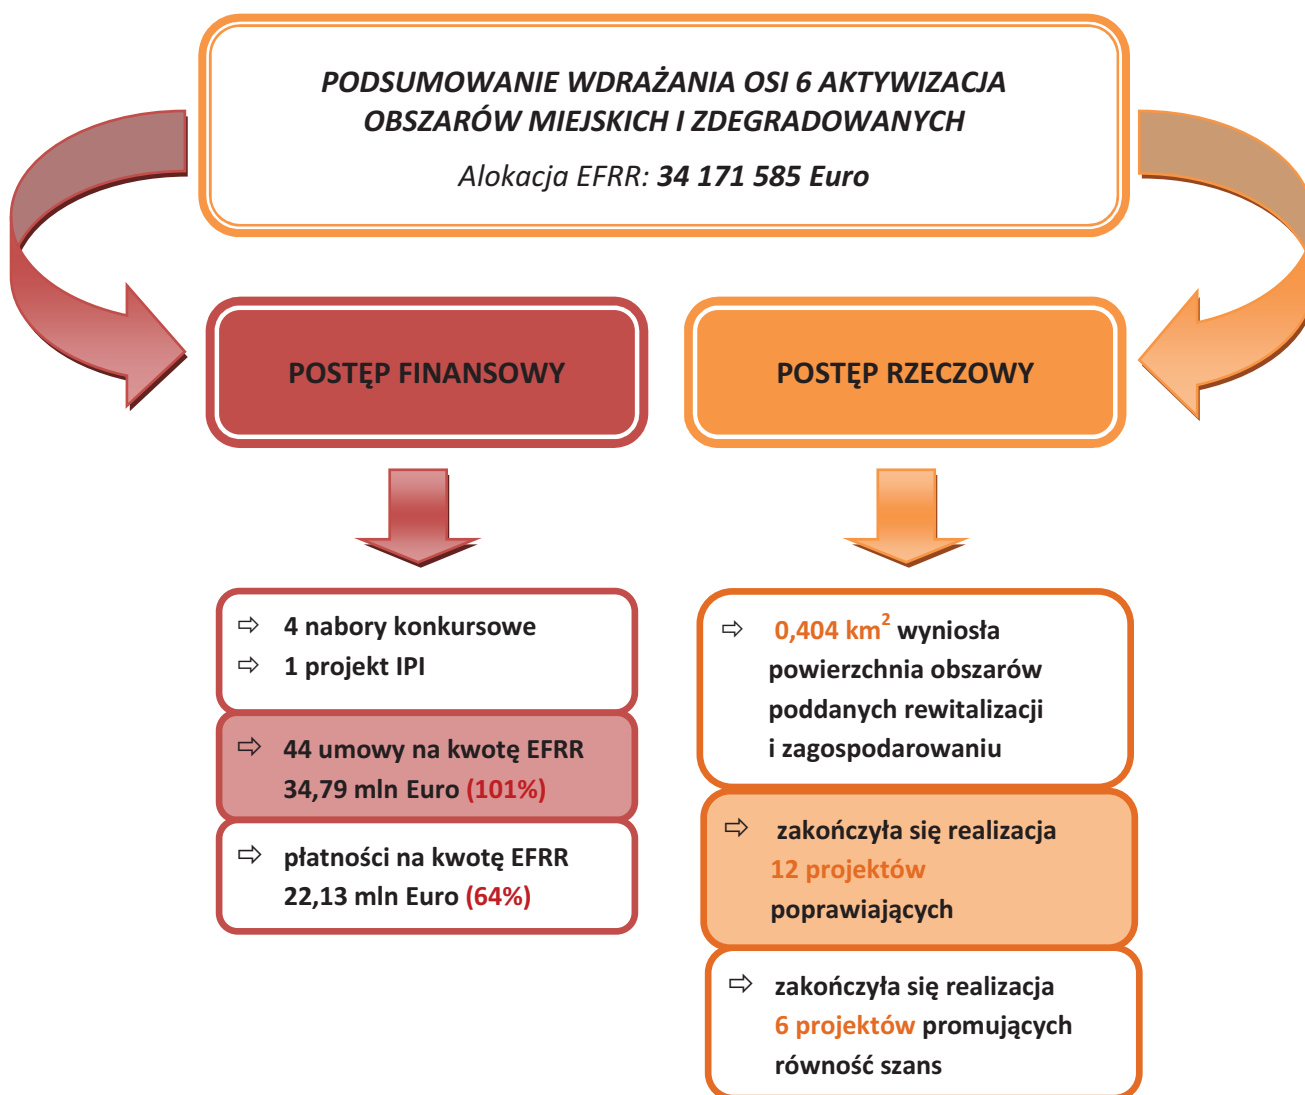 PODSUMOWANIE WDRAŻANIA OSI 6 AKTYWIZACJA
OBSZARÓW MIEJSKICH I ZDEGRADOWANYCH
Alokacja EFRR: 34 171 585 Euro
POSTĘP FINANSOWY
POSTĘP RZECZOWY
⇨ 4 nabory konkursowe
⇨ 1 projekt IPI
⇨ 44 umowy na kwotę EFRR
34,79 mln Euro (101%)
⇨ płatności na kwotę EFRR
22,13 mln Euro (64%)
⇨ 0,404 km² wyniosła
powierzchnia obszarów
poddanych rewitalizacji
i zagospodarowaniu
⇨ zakończyła się realizacja
12 projektów
poprawiających
⇨ zakończyła się realizacja
6 projektów promujących
równość szans